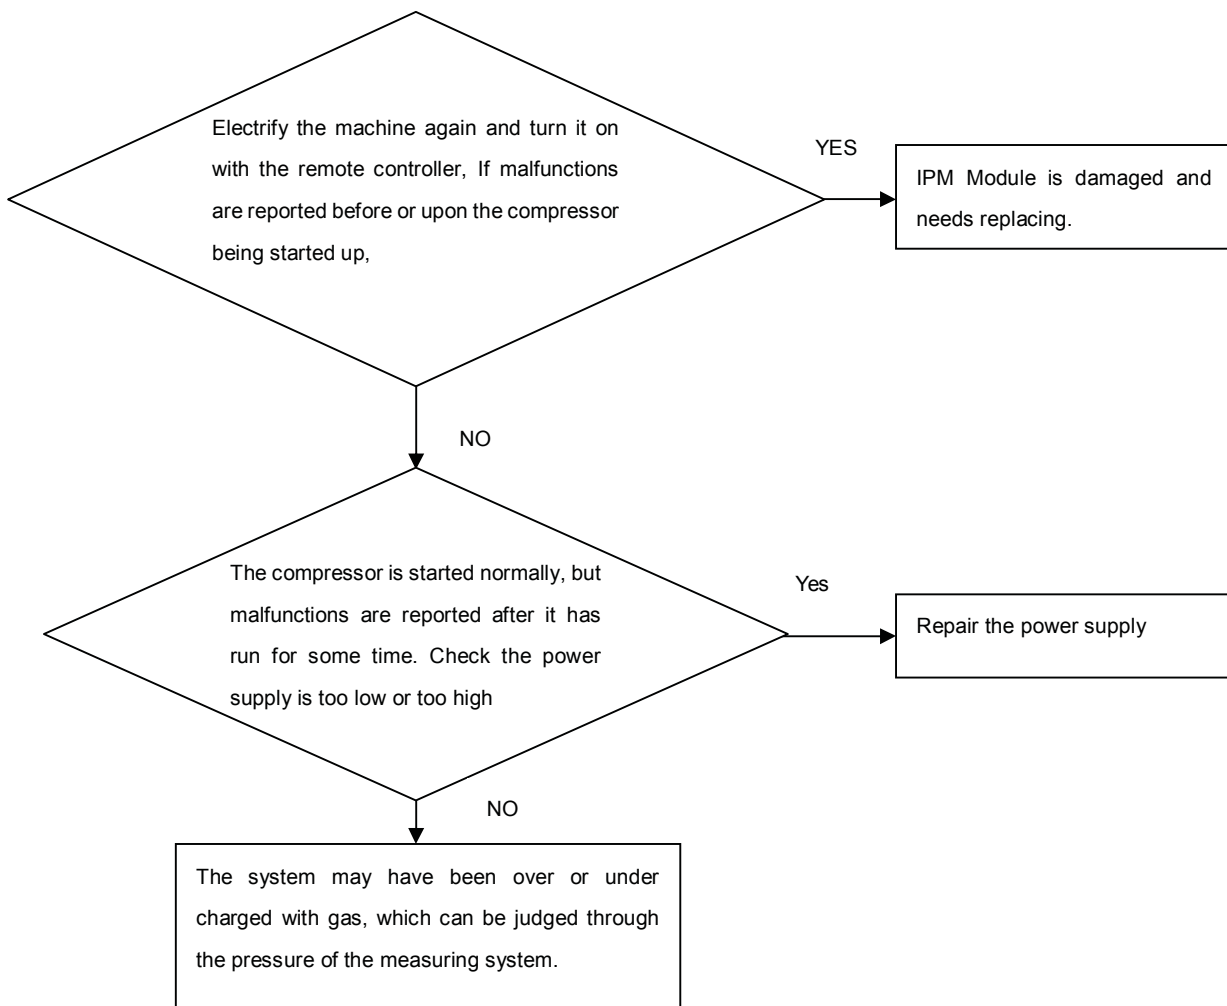 Electrify the machine again and turn it on
with the remote controller, If malfunctions
are reported before or upon the compressor
being started up,
YES
IPM Module is damaged and
needs replacing.
NO
The compressor is started normally, but
malfunctions are reported after it has
run for some time. Check the power
supply is too low or too high
Yes
Repair the power supply
NO
The system may have been over or under
charged with gas, which can be judged through
the pressure of the measuring system.